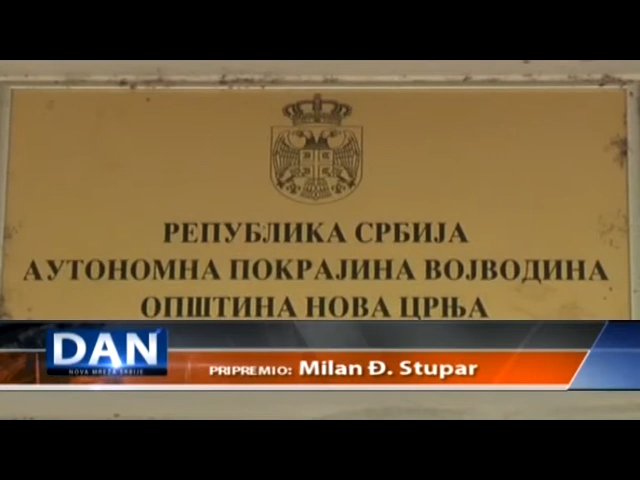 РЕПУБЛИКА СРБИЈА
АУТОНОМНА ПОКРАЈИНА ВОЈВОДИНА
ОПШТИНА НОВА ЦРЊА
DAN
NOVA MREŽA SRBIJE
PRIPREMIO: Milan Đ. Stupar